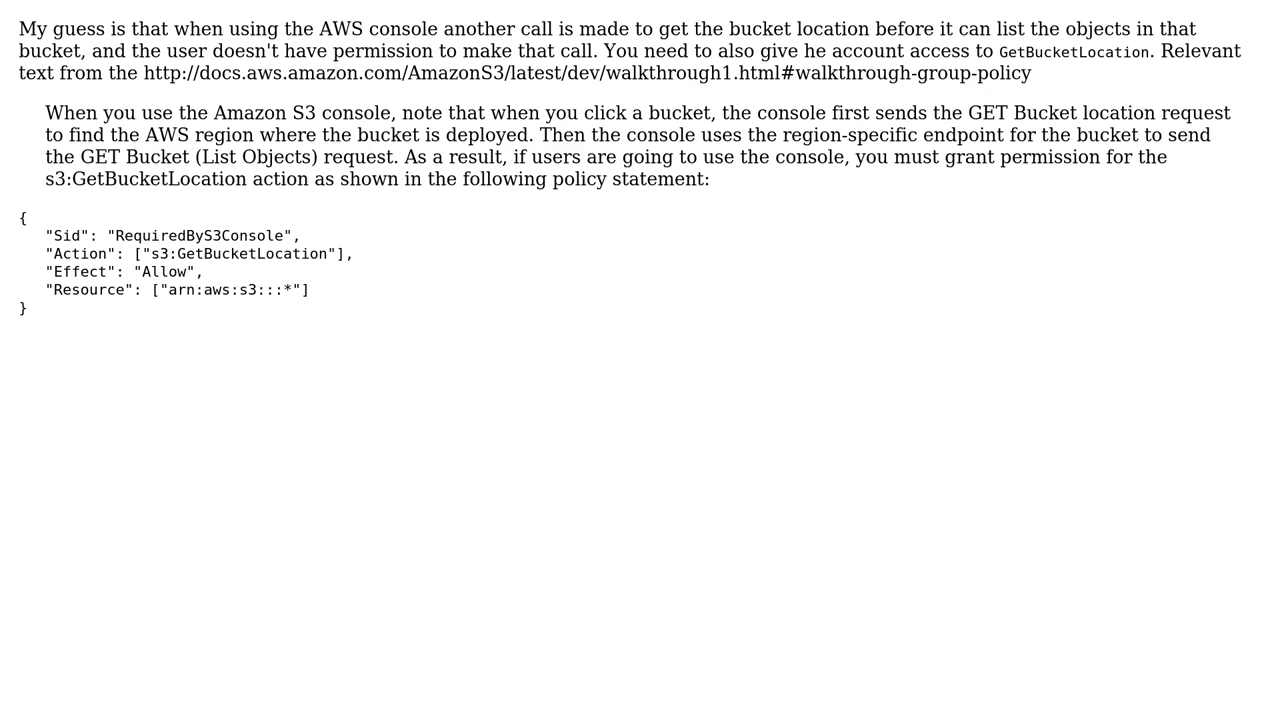 My guess is that when using the AWS console another call is made to get the bucket location before it can list the objects in that
bucket, and the user doesn't have permission to make that call. You need to also give he account access to GetBucketLocation. Relevant
text from the http://docs.aws.amazon.com/AmazonS3/latest/dev/walkthrough1.html#walkthrough-group-policy
When you use the Amazon S3 console, note that when you click a bucket, the console first sends the GET Bucket location request
to find the AWS region where the bucket is deployed. Then the console uses the region-specific endpoint for the bucket to send
the GET Bucket (List Objects) request. As a result, if users are going to use the console, you must grant permission for the
s3:GetBucketLocation action as shown in the following policy statement:
{
   "Sid": "RequiredByS3Console",
   "Action": ["s3:GetBucketLocation"],
   "Effect": "Allow",
   "Resource": ["arn:aws:s3:::*"]
}